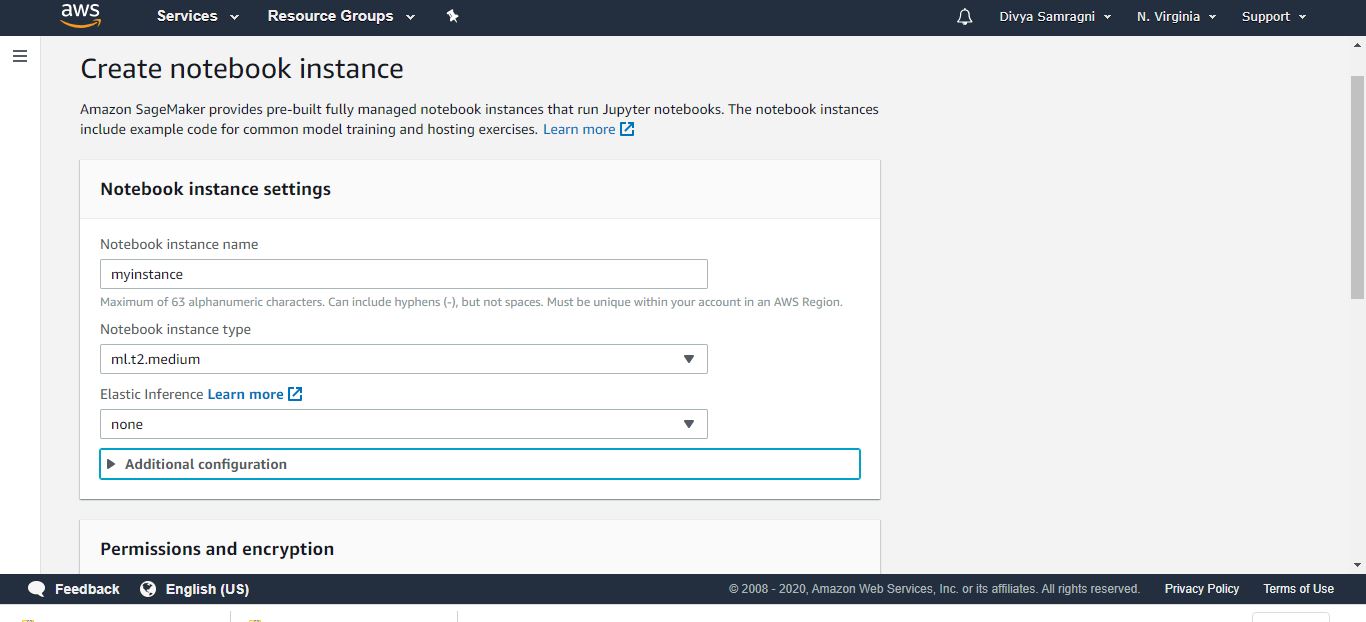 aws Services Resource Groups Divya Samragni N. Virginia Support
Create notebook instance
Amazon SageMaker provides pre-built fully managed notebook instances that run Jupyter notebooks. The notebook instances
include example code for common model training and hosting exercises. Learn more
Notebook instance settings
Notebook instance name
myinstance
Maximum of 63 alphanumeric characters. Can include hyphens (-), but not spaces. Must be unique within your account in an AWS Region.
Notebook instance type
ml.t2.medium
Elastic Inference Learn more
none
Additional configuration
Permissions and encryption
Feedback English (US) © 2008 - 2020, Amazon Web Services, Inc. or its affiliates. All rights reserved. Privacy Policy Terms of Use